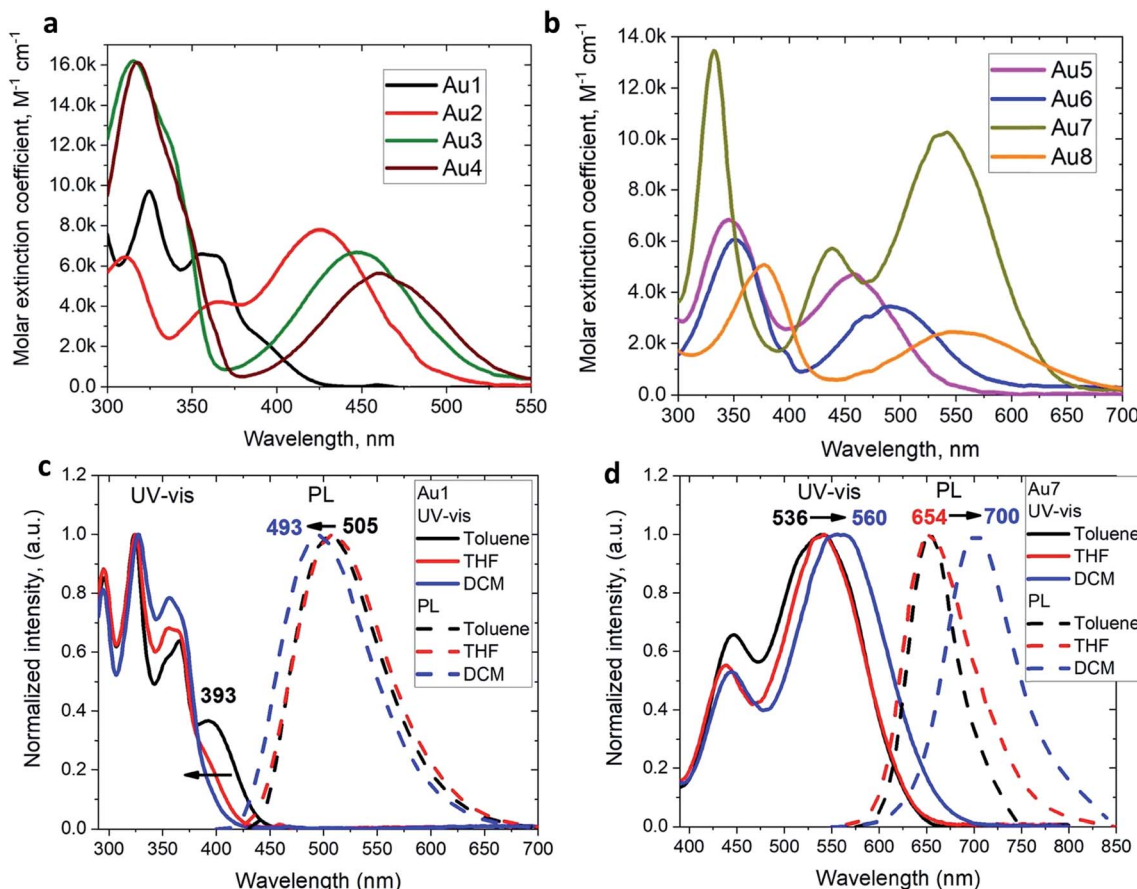 a
Molar extinction coefficient, M⁻¹ cm⁻¹
16.0k
14.0k
12.0k
10.0k
8.0k
6.0k
4.0k
2.0k
0.0
Au1
Au2
Au3
Au4
300 350 400 450 500 550
Wavelength, nm
b
Molar extinction coefficient, M⁻¹ cm⁻¹
14.0k
12.0k
10.0k
8.0k
6.0k
4.0k
2.0k
0.0
Au5
Au6
Au7
Au8
300 350 400 450 500 550 600 650 700
Wavelength, nm
c
Normalized intensity, (a.u.)
1.2
1.0
0.8
0.6
0.4
0.2
0.0
UV-vis PL
493 505
393
Au1
UV-vis
Toluene
THF
DCM
PL
Toluene
THF
DCM
300 350 400 450 500 550 600 650 700
Wavelength (nm)
d
Normalized intensity, (a.u.)
1.2
1.0
0.8
0.6
0.4
0.2
0.0
UV-vis PL
536 560 654 700
Au7
UV-vis
Toluene
THF
DCM
PL
Toluene
THF
DCM
400 450 500 550 600 650 700 750 800 850
Wavelength (nm)